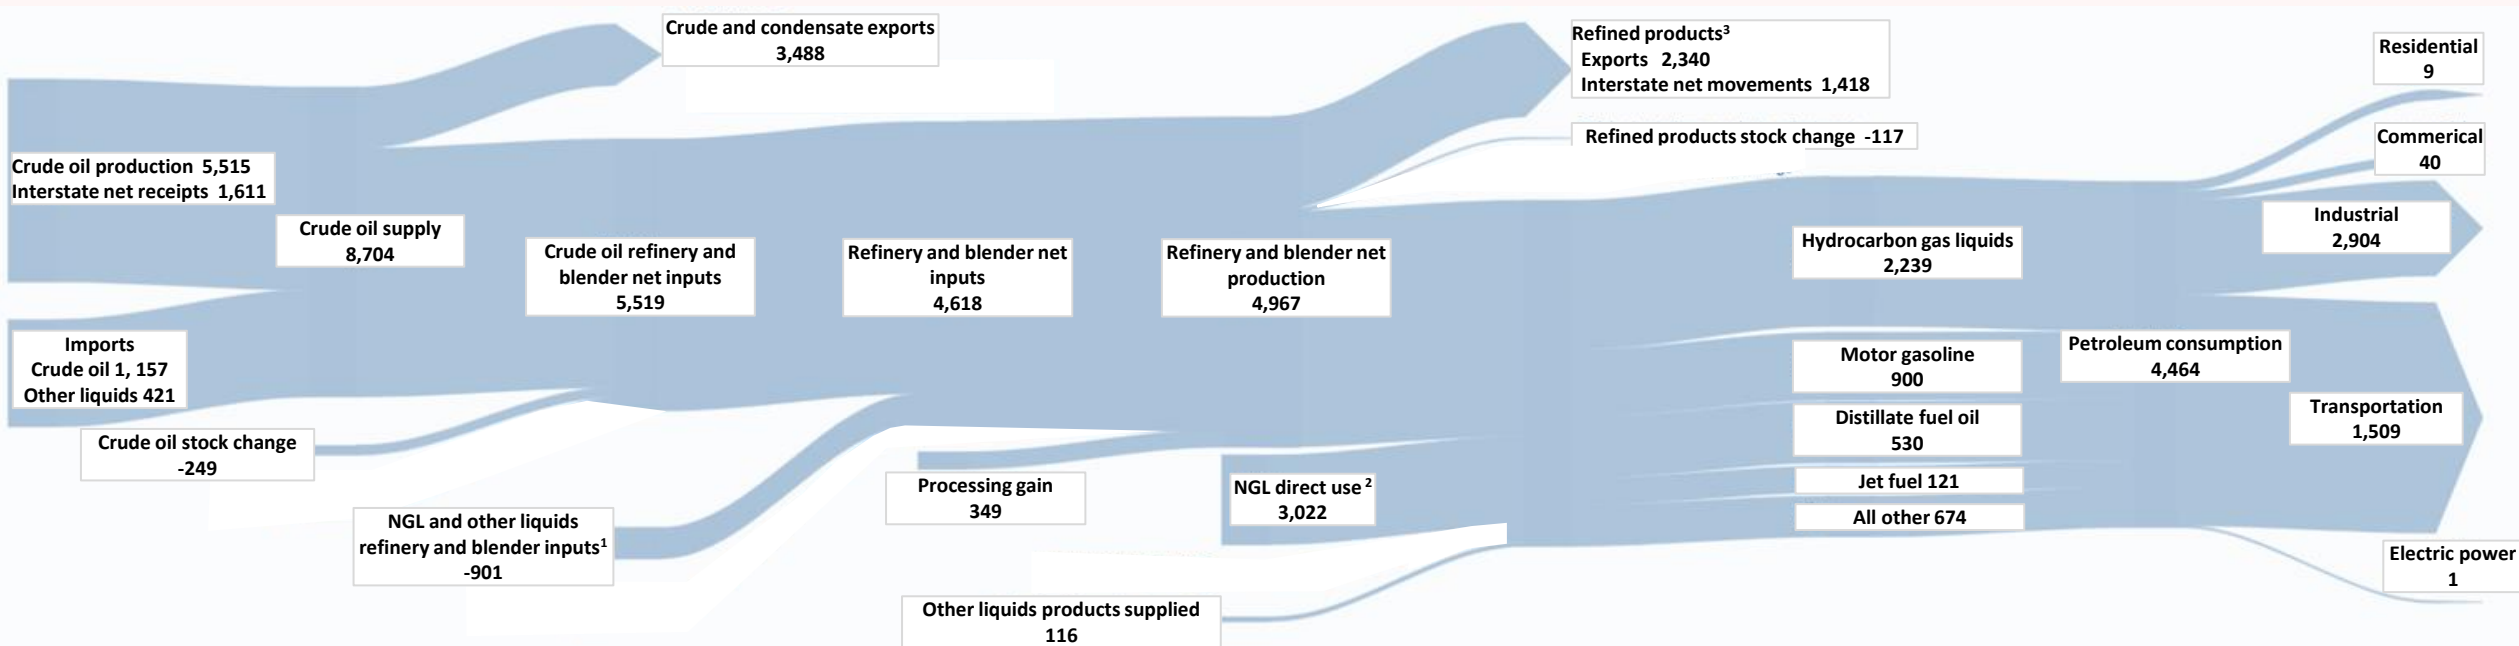 Crude and condensate exports
3,488
Refined products³
Exports 2,340
Interstate net movements 1,418
Residential
9
Refined products stock change -117
Commerical
40
Crude oil production 5,515
Interstate net receipts 1,611
Crude oil supply
8,704
Crude oil refinery and
blender net inputs
5,519
Refinery and blender net
inputs
4,618
Refinery and blender net
production
4,967
Hydrocarbon gas liquids
2,239
Industrial
2,904
Imports
Crude oil 1, 157
Other liquids 421
Motor gasoline
900
Petroleum consumption
4,464
Distillate fuel oil
530
Transportation
1,509
Crude oil stock change
-249
Processing gain
349
NGL direct use ²
3,022
Jet fuel 121
All other 674
NGL and other liquids
refinery and blender inputs¹
-901
Electric power
1
Other liquids products supplied
116